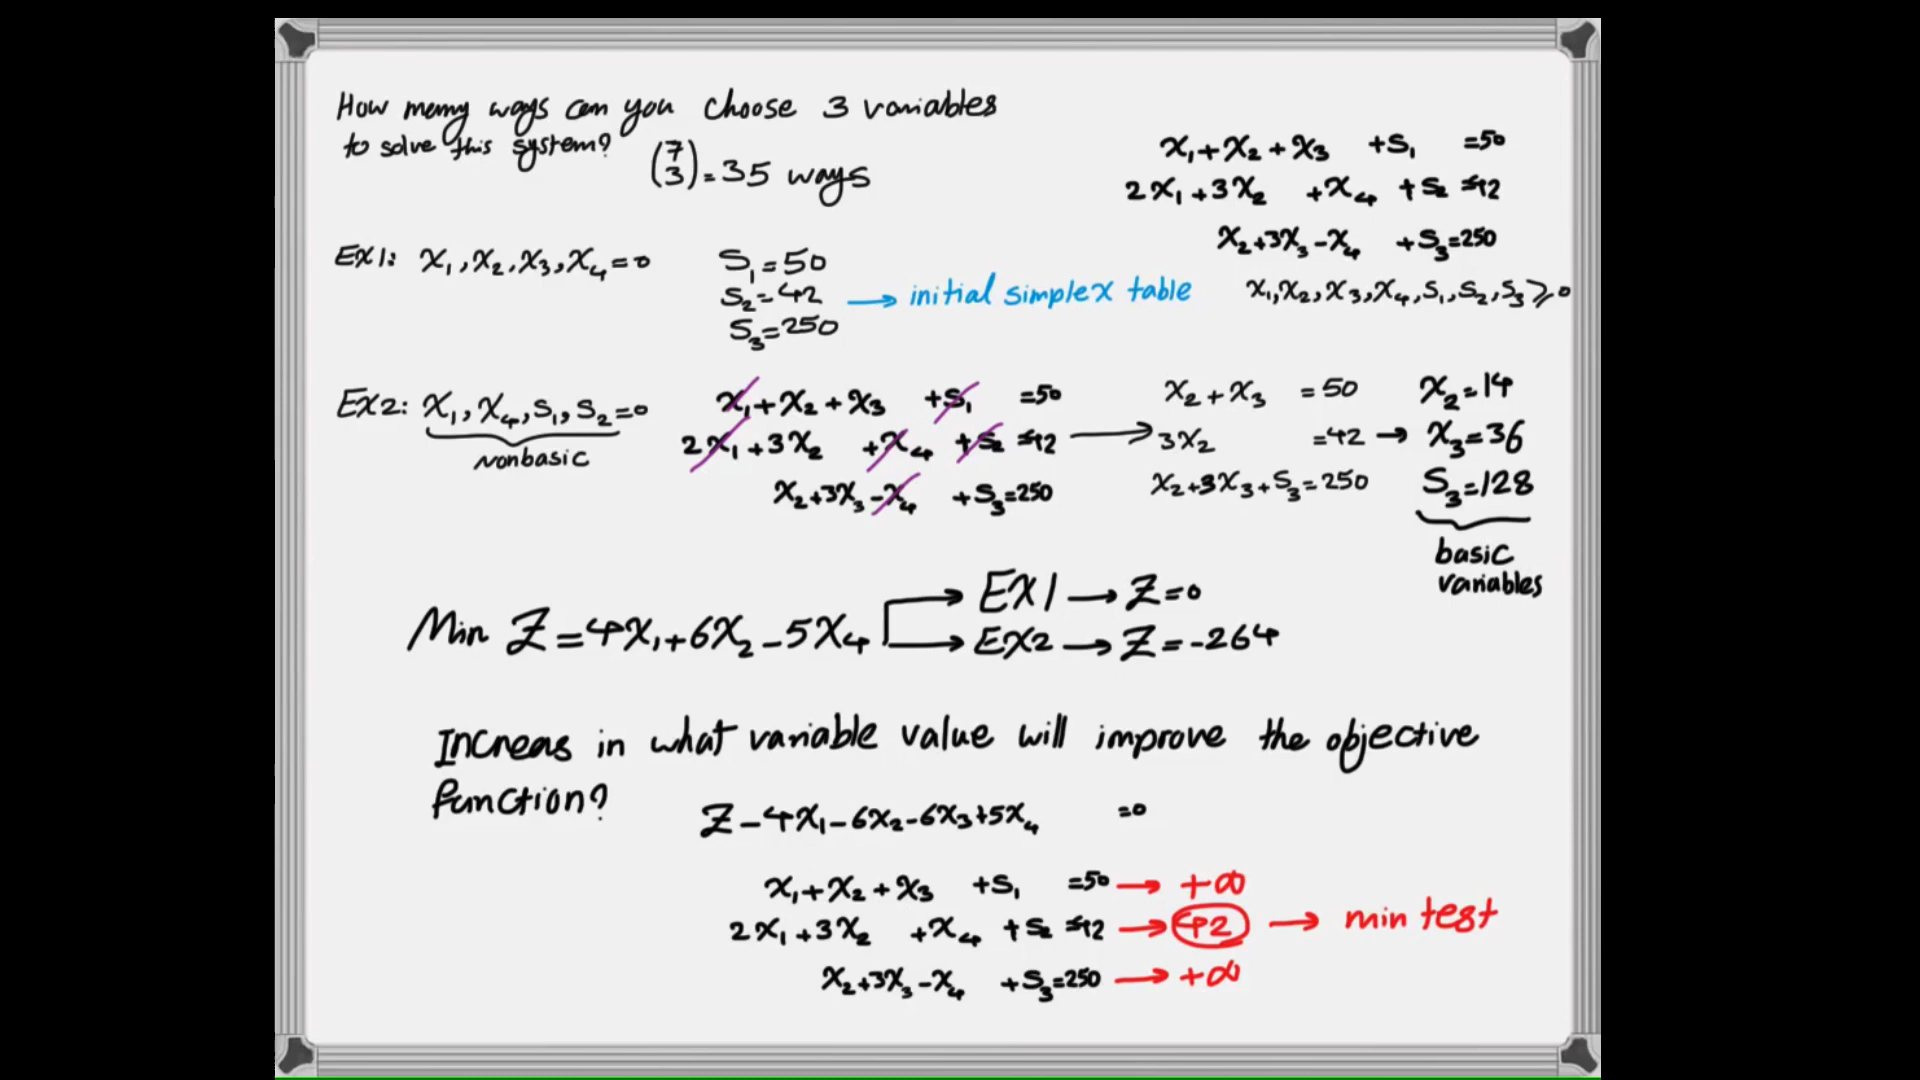 How many ways can you choose 3 variables
to solve this system?
(7 3) = 35 ways
x₁+x₂+x₃ +S₁ =50
2x₁+3x₂ +x₄ +S₂ =42
x₂+3x₃-x₄ +S₃=250
x₁,x₂,x₃,x₄,S₁,S₂,S₃⩾0
EX1: x₁,x₂,x₃,x₄=0
S₁=50
S₂=42 → initial simplex table
S₃=250
EX2: x₁,x₄,S₁,S₂=0
nonbasic
x₁+x₂+x₃ +S₁ =50
2x₁+3x₂ +x₄ +S₂ =42 →
x₂+3x₃-x₄ +S₃=250
x₂+x₃ =50
3x₂ =42 →
x₂+3x₃+S₃=250
x₂=14
x₃=36
S₃=128
basic
variables
Min Z=4x₁+6x₂-5x₄
→ EX1 → Z=0
→ EX2 → Z=-264
Increas in what variable value will improve the objective
function?
Z-4x₁-6x₂-6x₃+5x₄ =0
x₁+x₂+x₃ +S₁ =50 → +∞
2x₁+3x₂ +x₄ +S₂ =42 → 42 → min test
x₂+3x₃-x₄ +S₃=250 → +∞